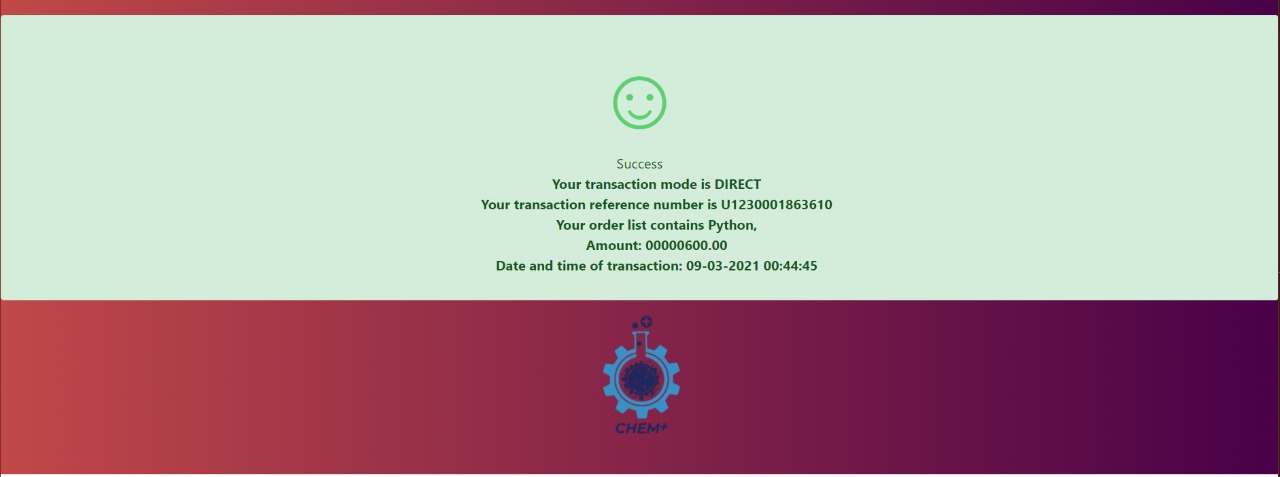 Success
Your transaction mode is DIRECT
Your transaction reference number is U1230001863610
Your order list contains Python,
Amount: 00000600.00
Date and time of transaction: 09-03-2021 00:44:45
CHEM+